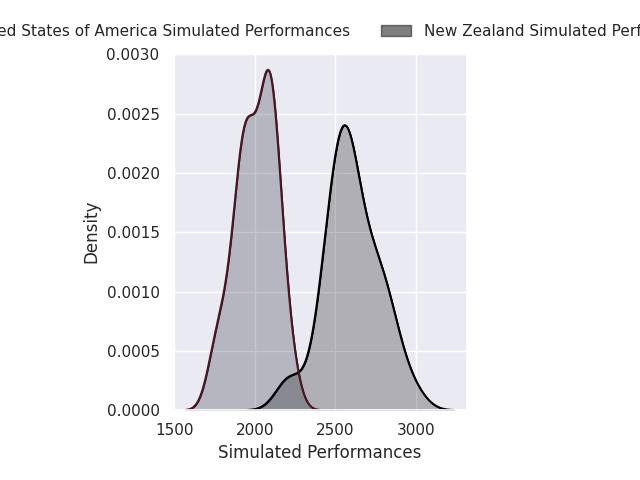 ed States of America Simulated Performances New Zealand Simulated Perf
0.0030
0.0025
0.0020
0.0015
0.0010
0.0005
0.0000
Density
1500 2000 2500 3000
Simulated Performances